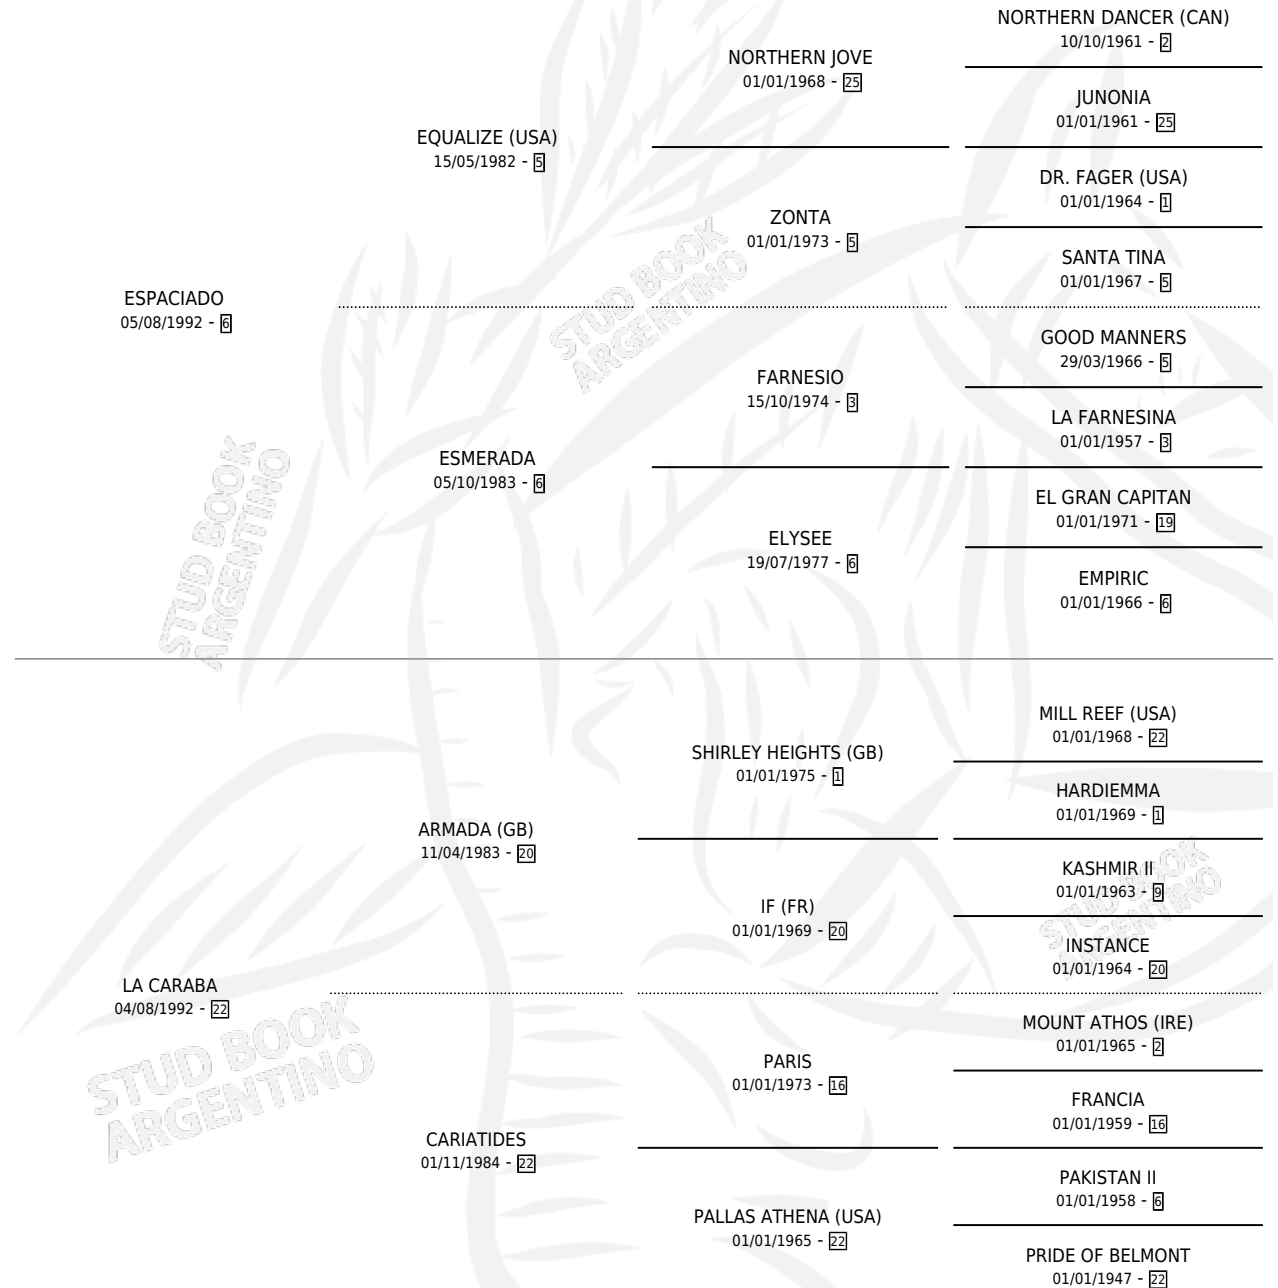 NORTHERN DANCER (CAN)
10/10/1961 - 2
NORTHERN JOVE
01/01/1968 - 25
JUNONIA
01/01/1961 - 25
EQUALIZE (USA)
15/05/1982 - 5
DR. FAGER (USA)
01/01/1964 - 1
ZONTA
01/01/1973 - 5
SANTA TINA
01/01/1967 - 5
ESPACIADO
05/08/1992 - 6
STUD BOOK
ARGENTINO
GOOD MANNERS
29/03/1966 - 5
FARNESIO
15/10/1974 - 3
LA FARNESINA
01/01/1957 - 3
ESMERADA
05/10/1983 - 6
EL GRAN CAPITAN
01/01/1971 - 19
ELYSEE
19/07/1977 - 6
EMPIRIC
01/01/1966 - 6
STUD BOOK
ARGENTINO
MILL REEF (USA)
01/01/1968 - 22
SHIRLEY HEIGHTS (GB)
01/01/1975 - 1
HARDIEMMA
01/01/1969 - 1
ARMADA (GB)
11/04/1983 - 20
KASHMIR II
01/01/1963 - 9
IF (FR)
01/01/1969 - 20
STUD BOOK
ARGENTINO
INSTANCE
01/01/1964 - 20
LA CARABA
04/08/1992 - 22
STUD BOOK
ARGENTINO
MOUNT ATHOS (IRE)
01/01/1965 - 2
PARIS
01/01/1973 - 16
FRANCIA
01/01/1959 - 16
CARIATIDES
01/11/1984 - 22
PAKISTAN II
01/01/1958 - 6
PALLAS ATHENA (USA)
01/01/1965 - 22
PRIDE OF BELMONT
01/01/1947 - 22